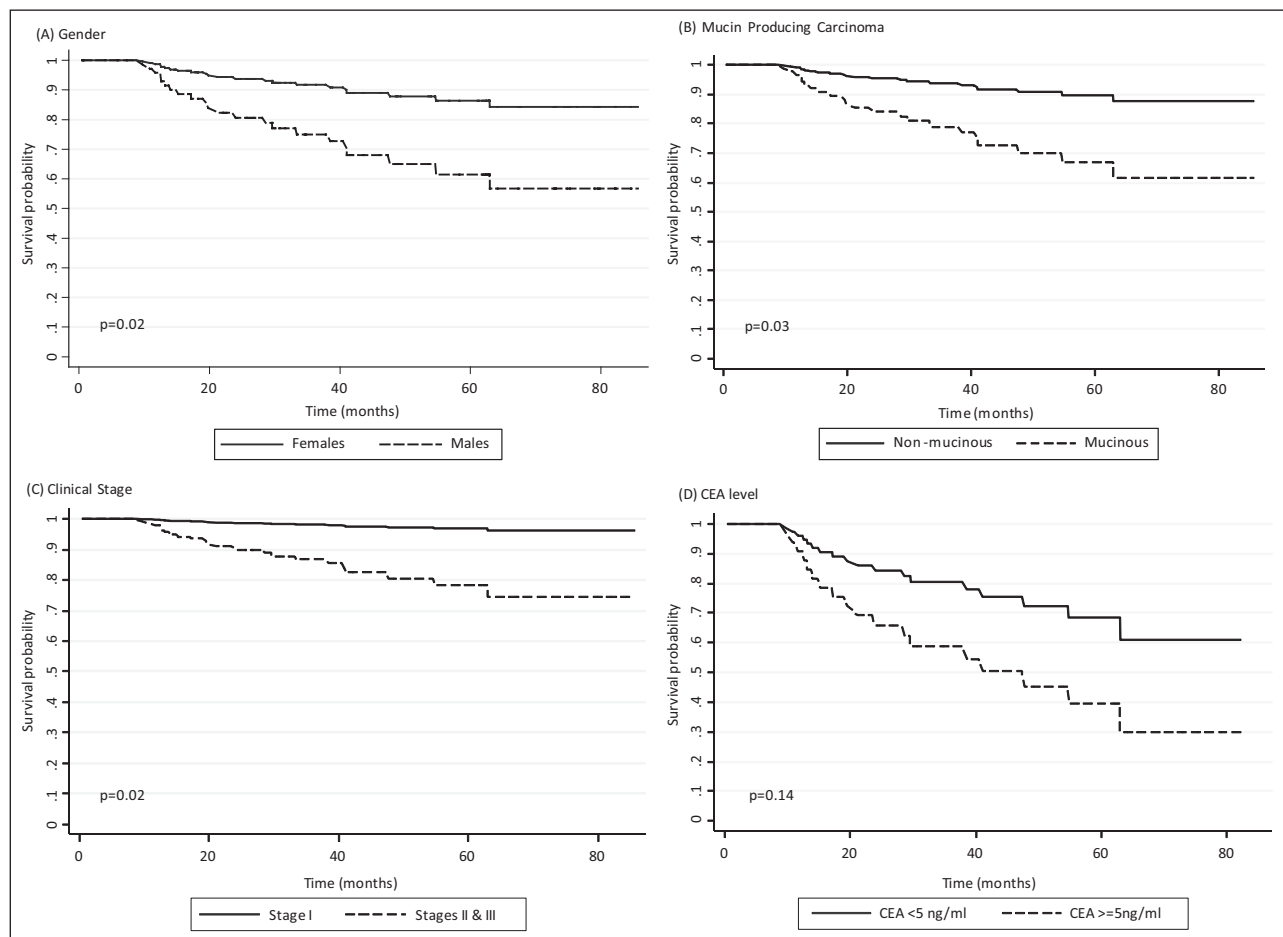 (A) Gender
Survival probability
1
.9
.8
.7
.6
.5
.4
.3
.2
.1
0
p=0.02
0 20 40 60 80
Time (months)
Females Males
(B) Mucin Producing Carcinoma
Survival probability
1
.9
.8
.7
.6
.5
.4
.3
.2
.1
0
p=0.03
0 20 40 60 80
Time (months)
Non-mucinous Mucinous
(C) Clinical Stage
Survival probability
1
.9
.8
.7
.6
.5
.4
.3
.2
.1
0
p=0.02
0 20 40 60 80
Time (months)
Stage I Stages II & III
(D) CEA level
Survival probability
1
.9
.8
.7
.6
.5
.4
.3
.2
.1
0
p=0.14
0 20 40 60 80
Time (months)
CEA <5 ng/ml CEA >=5ng/ml